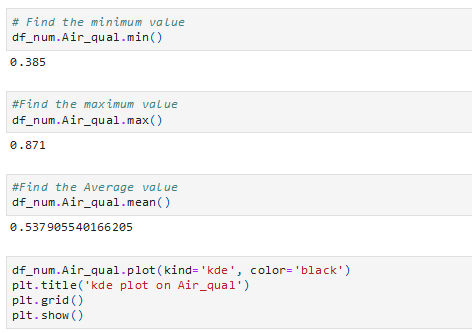 # Find the minimum value
df_num.Air_qual.min()
0.385
#Find the maximum value
df_num.Air_qual.max()
0.871
#Find the Average value
df_num.Air_qual.mean()
0.537905540166205
df_num.Air_qual.plot(kind='kde', color='black')
plt.title('kde plot on Air_qual')
plt.grid()
plt.show()